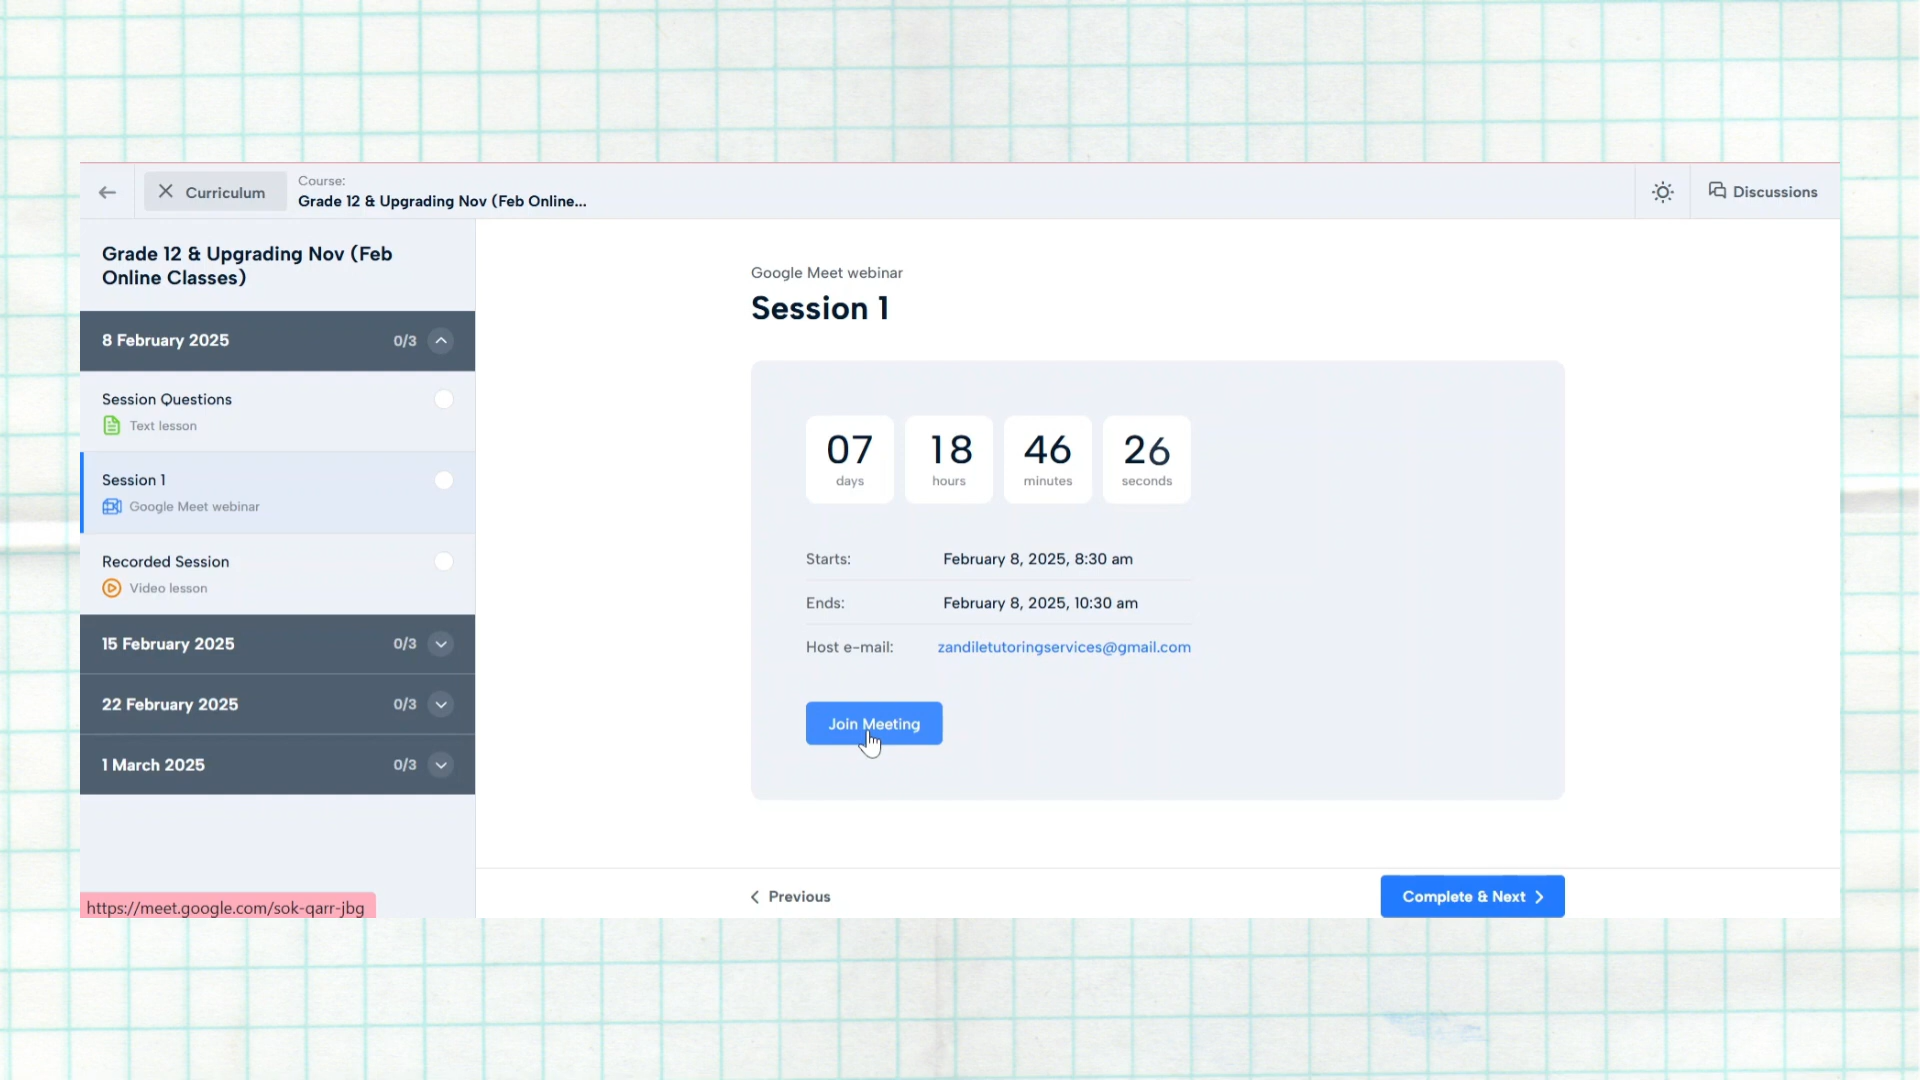 Curriculum
Course:
Grade 12 & Upgrading Nov (Feb Online...
Discussions
Grade 12 & Upgrading Nov (Feb
Online Classes)
8 February 2025 0/3
Session Questions
Text lesson
Session 1
Google Meet webinar
Recorded Session
Video lesson
15 February 2025 0/3
22 February 2025 0/3
1 March 2025 0/3
https://meet.google.com/sok-qarr-jbg
Google Meet webinar
Session 1
07 18 46 26
days hours minutes seconds
Starts: February 8, 2025, 8:30 am
Ends: February 8, 2025, 10:30 am
Host e-mail: zandiletutoringservices@gmail.com
Join Meeting
Previous
Complete & Next